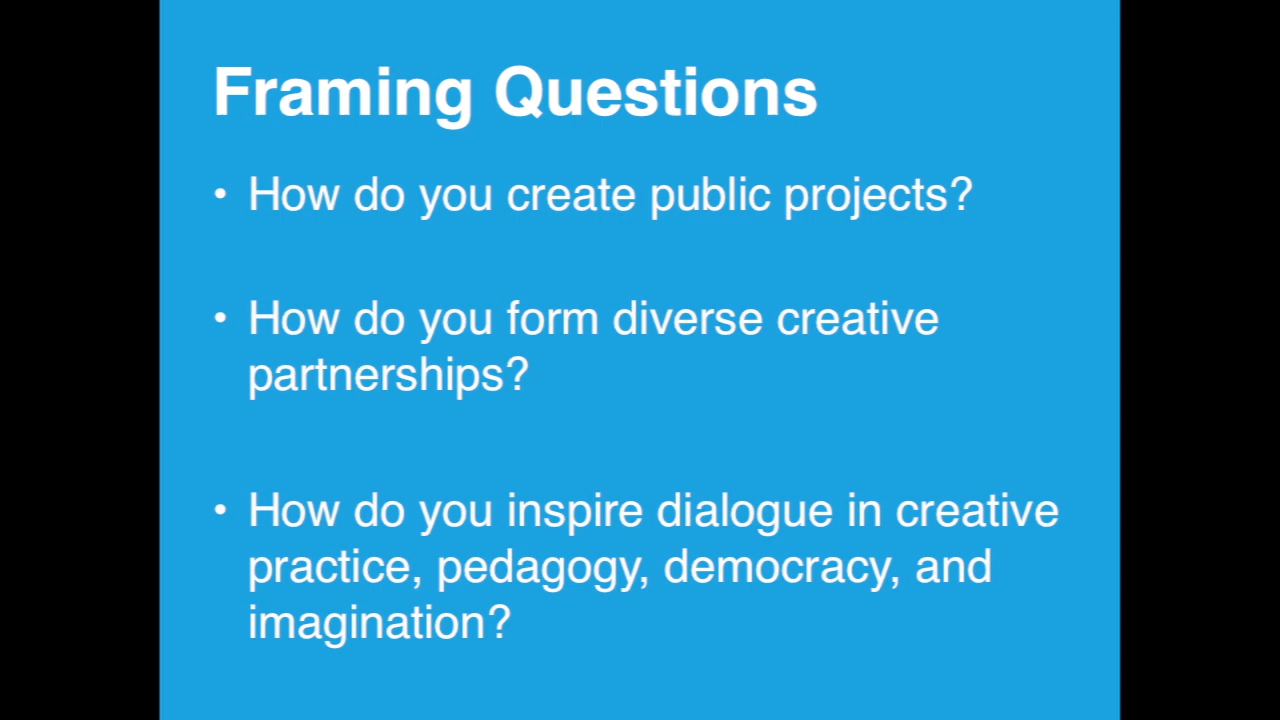 Framing Questions
• How do you create public projects?
• How do you form diverse creative
partnerships?
• How do you inspire dialogue in creative
practice, pedagogy, democracy, and
imagination?